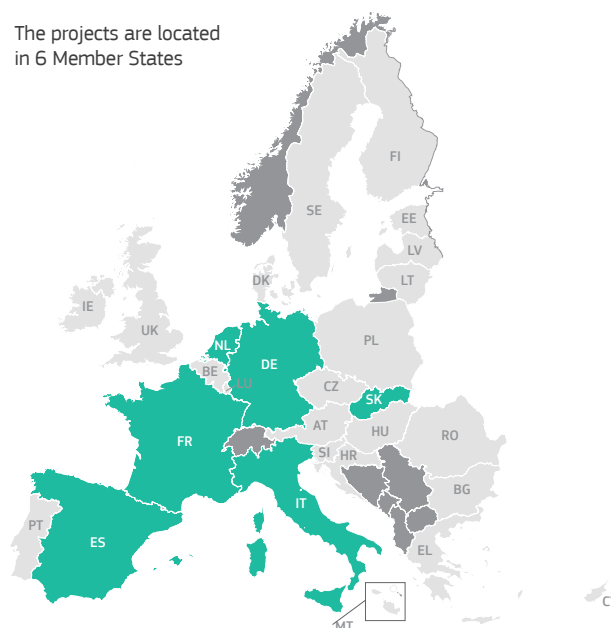 The projects are located
in 6 Member States
FI
SE
EE
LV
LT
DK
IE
UK
NL
DE
PL
BE
LU
CZ
SK
FR
AT
HU
RO
SI
HR
IT
BG
PT
ES
EL
C
MT